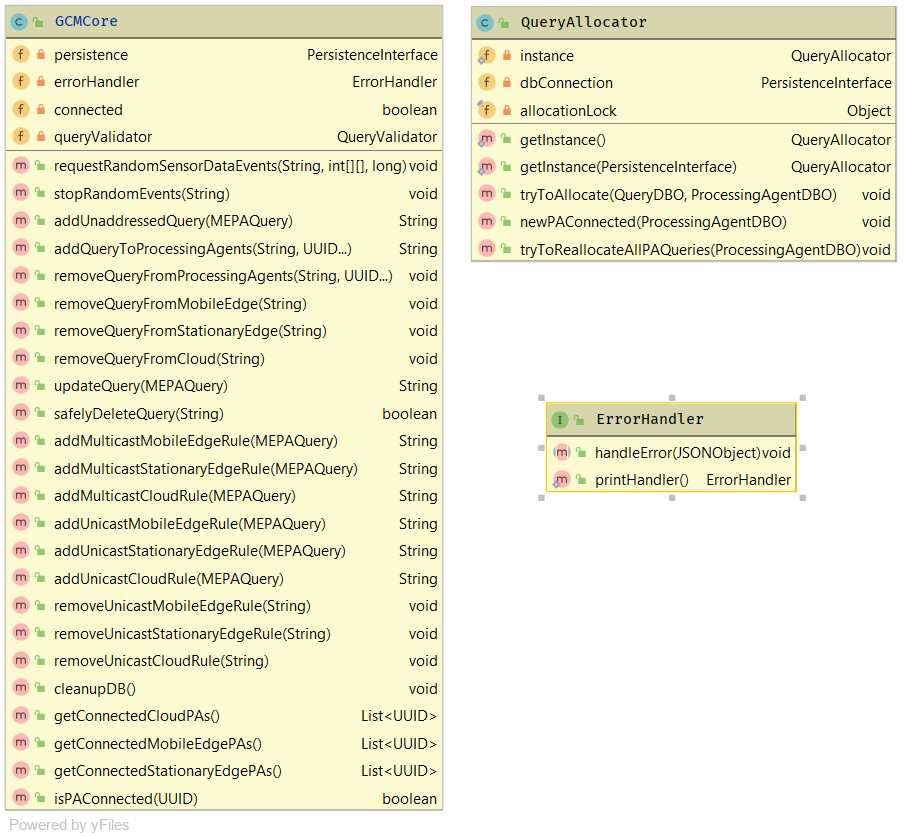 GCMCore
persistence PersistenceInterface
errorHandler ErrorHandler
connected boolean
queryValidator QueryValidator
requestRandomSensorDataEvents(String, int[][], long) void
stopRandomEvents(String) void
addUnaddressedQuery(MEPAQuery) String
addQueryToProcessingAgents(String, UUID...) String
removeQueryFromProcessingAgents(String, UUID...) void
removeQueryFromMobileEdge(String) void
removeQueryFromStationaryEdge(String) void
removeQueryFromCloud(String) void
updateQuery(MEPAQuery) String
safelyDeleteQuery(String) boolean
addMulticastMobileEdgeRule(MEPAQuery) String
addMulticastStationaryEdgeRule(MEPAQuery) String
addMulticastCloudRule(MEPAQuery) String
addUnicastMobileEdgeRule(MEPAQuery) String
addUnicastStationaryEdgeRule(MEPAQuery) String
addUnicastCloudRule(MEPAQuery) String
removeUnicastMobileEdgeRule(String) void
removeUnicastStationaryEdgeRule(String) void
removeUnicastCloudRule(String) void
cleanupDB() void
getConnectedCloudPAs() List<UUID>
getConnectedMobileEdgePAs() List<UUID>
getConnectedStationaryEdgePAs() List<UUID>
isPAConnected(UUID) boolean
QueryAllocator
instance QueryAllocator
dbConnection PersistenceInterface
allocationLock Object
getInstance() QueryAllocator
getInstance(PersistenceInterface) QueryAllocator
tryToAllocate(QueryDBO, ProcessingAgentDBO) void
newPAConnected(ProcessingAgentDBO) void
tryToReallocateAllPAQueries(ProcessingAgentDBO) void
ErrorHandler
handleError(JSONObject) void
printHandler() ErrorHandler
Powered by yFiles